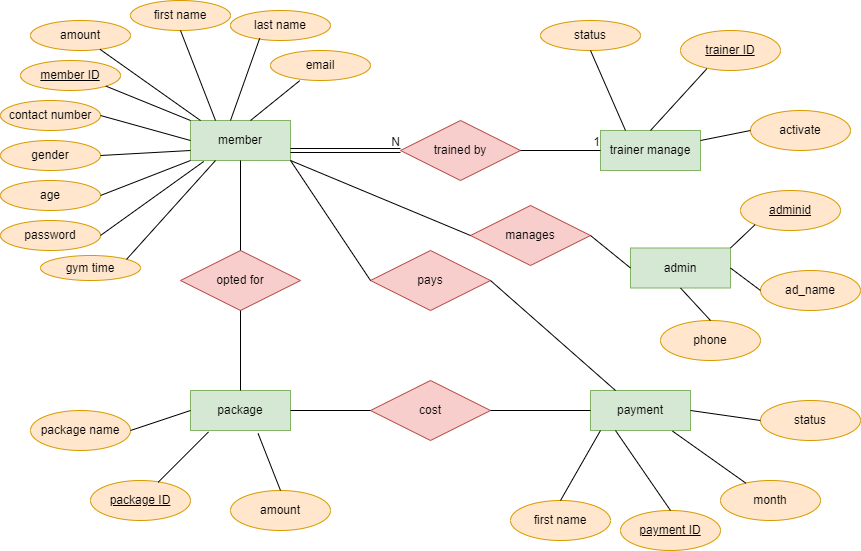 first name
last name
amount
status
trainer ID
email
member ID
contact number
activate
member
N
1
trained by
trainer manage
gender
age
adminid
password
manages
gym time
admin
opted for
pays
ad_name
phone
package
cost
payment
package name
status
package ID
amount
month
first name
payment ID